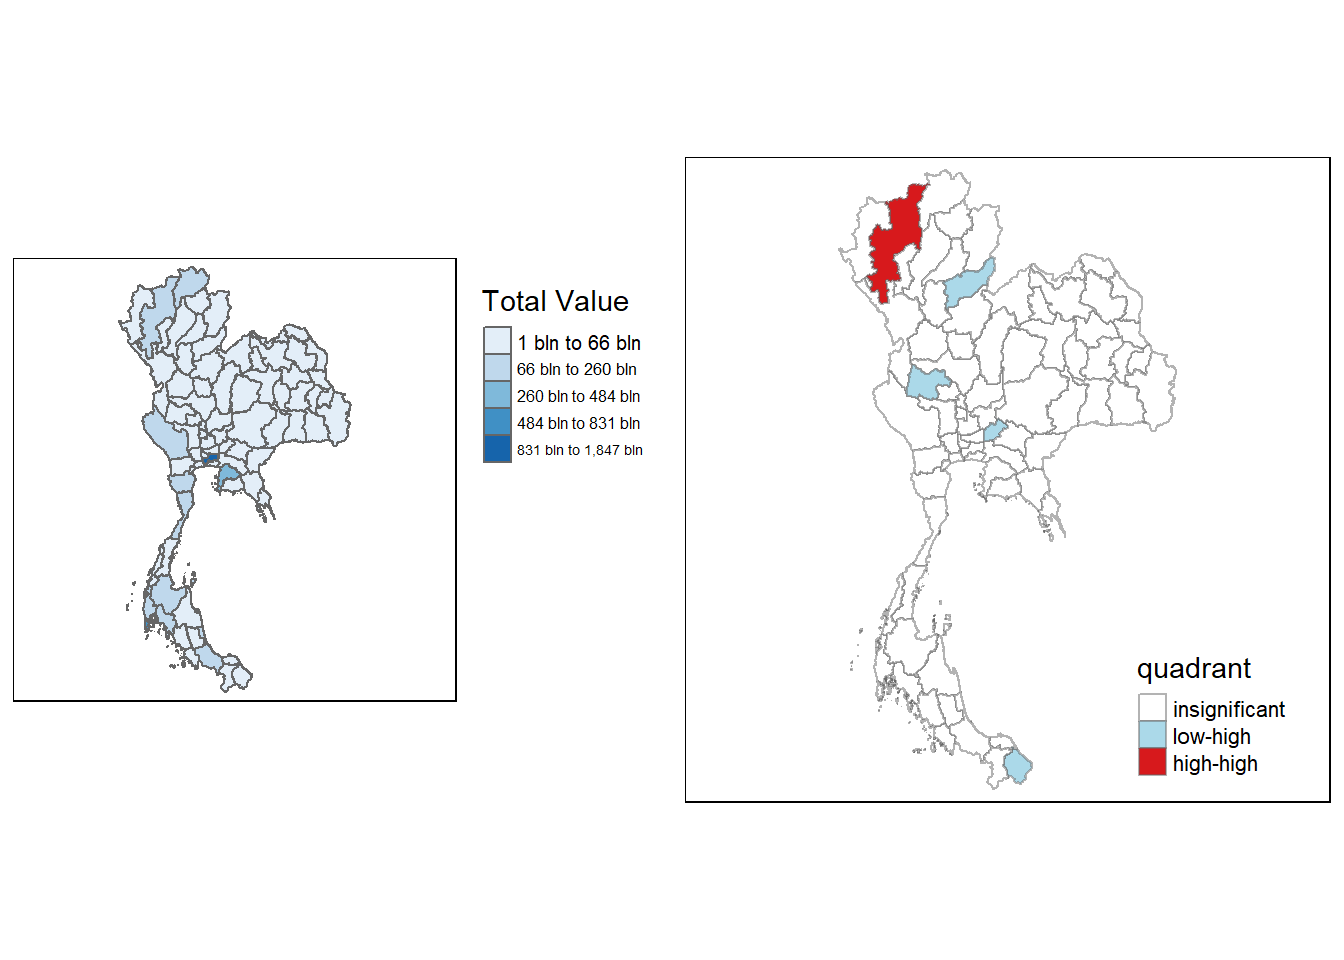 Total Value
1 bln to 66 bln
66 bln to 260 bln
260 bln to 484 bln
484 bln to 831 bln
831 bln to 1,847 bln
quadrant
insignificant
low-high
high-high